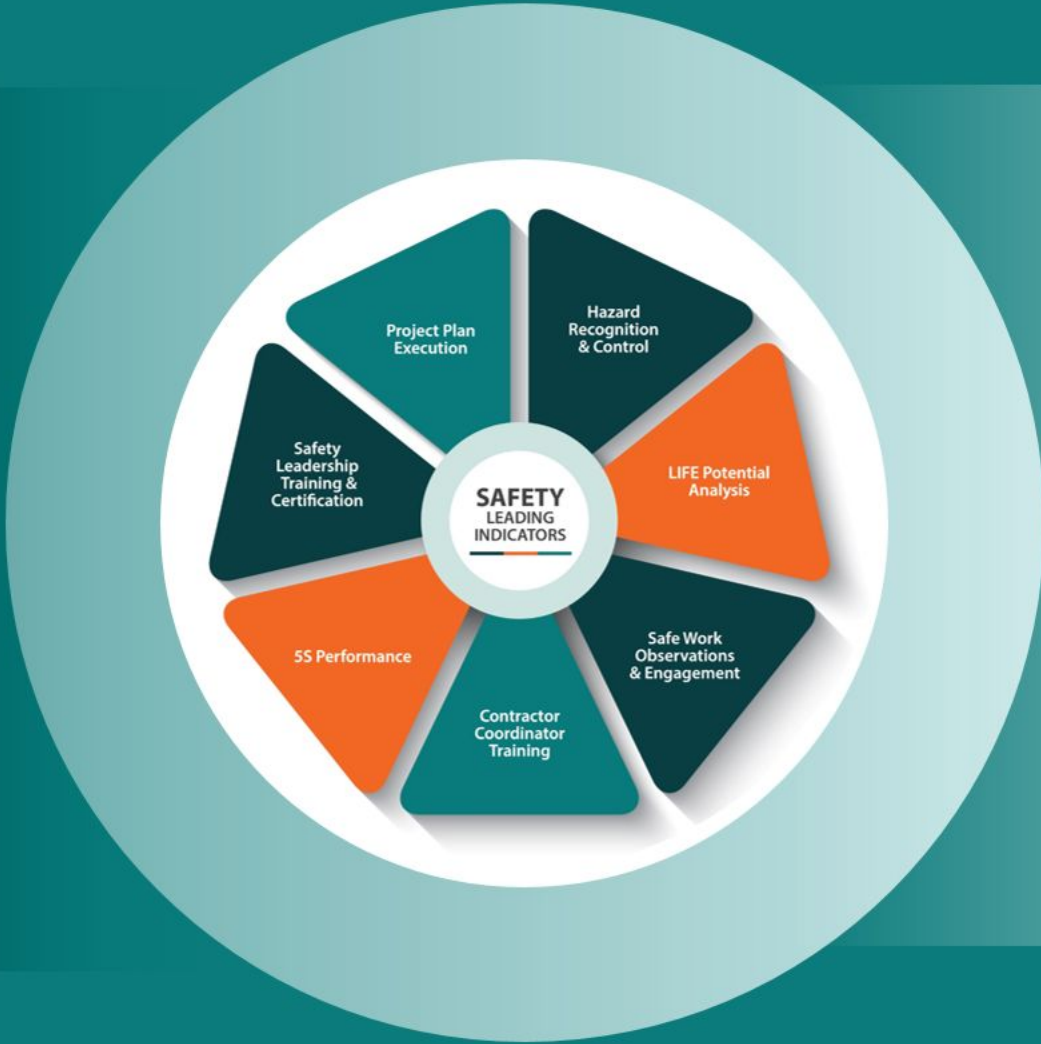 SAFETY
LEADING
INDICATORS
Hazard
Recognition
& Control
LIFE Potential
Analysis
Safe Work
Observations
& Engagement
Contractor
Coordinator
Training
5S Performance
Safety
Leadership
Training &
Certification
Project Plan
Execution